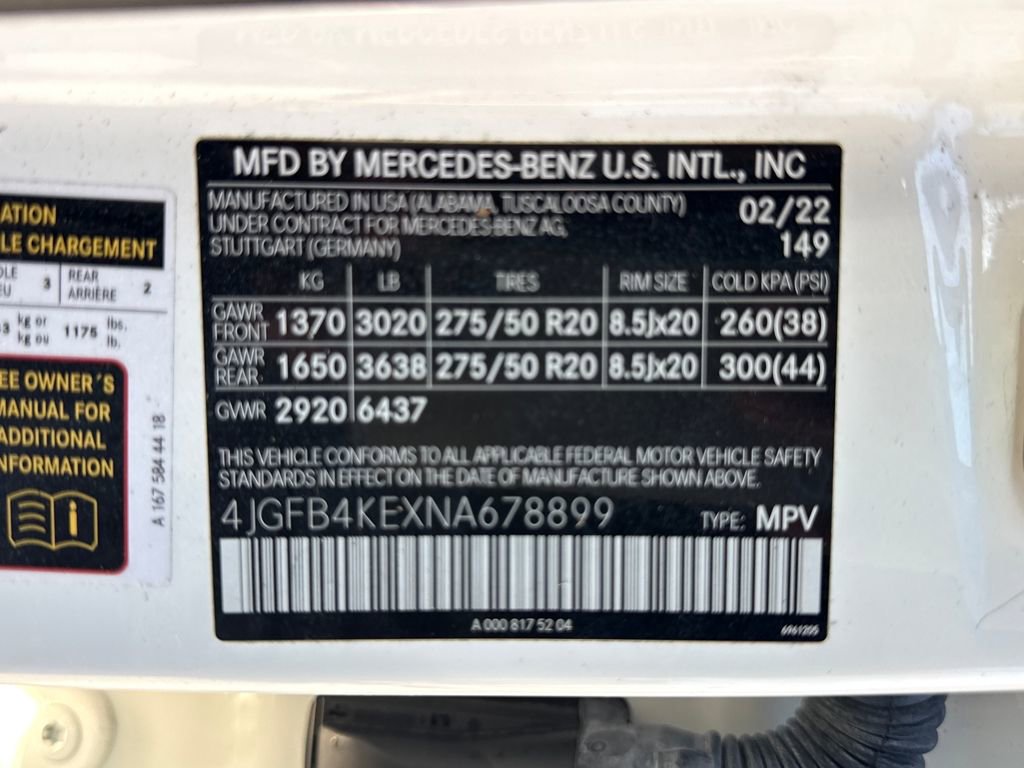 MFD BY MERCEDES-BENZ U.S. INTL., INC
MANUFACTURED IN USA (ALABAMA, TUSCALOOSA COUNTY)
UNDER CONTRACT FOR MERCEDES-BENZ AG,
STUTTGART (GERMANY)
02/22
149
KG LB TIRES RIM SIZE COLD KPA (PSI)
GAWR FRONT 1370 3020 275/50 R20 8.5Jx20 260(38)
GAWR REAR 1650 3638 275/50 R20 8.5Jx20 300(44)
GVWR 2920 6437
THIS VEHICLE CONFORMS TO ALL APPLICABLE FEDERAL MOTOR VEHICLE SAFETY
STANDARDS IN EFFECT ON THE DATE OF MANUFACTURE SHOWN ABOVE.
4JGFB4KEXNA678899 TYPE: MPV
A 000 817 52 04
6961205
ATION
LE CHARGEMENT
3 REAR
ARRIÈRE 2
3 kg or
kg ou 1175 lbs.
lb.
EE OWNER´S
MANUAL FOR
ADDITIONAL
NFORMATION
A 167 584 44 18